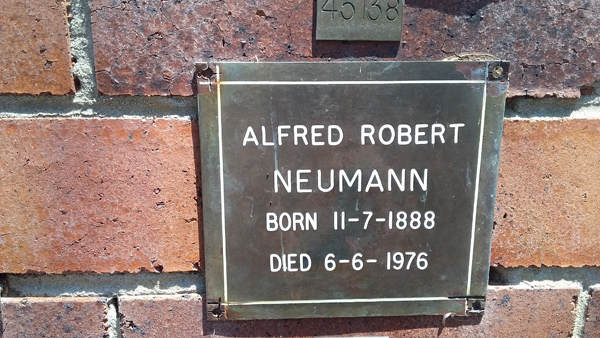 45138
ALFRED ROBERT
NEUMANN
BORN 11-7-1888
DIED 6-6-1976